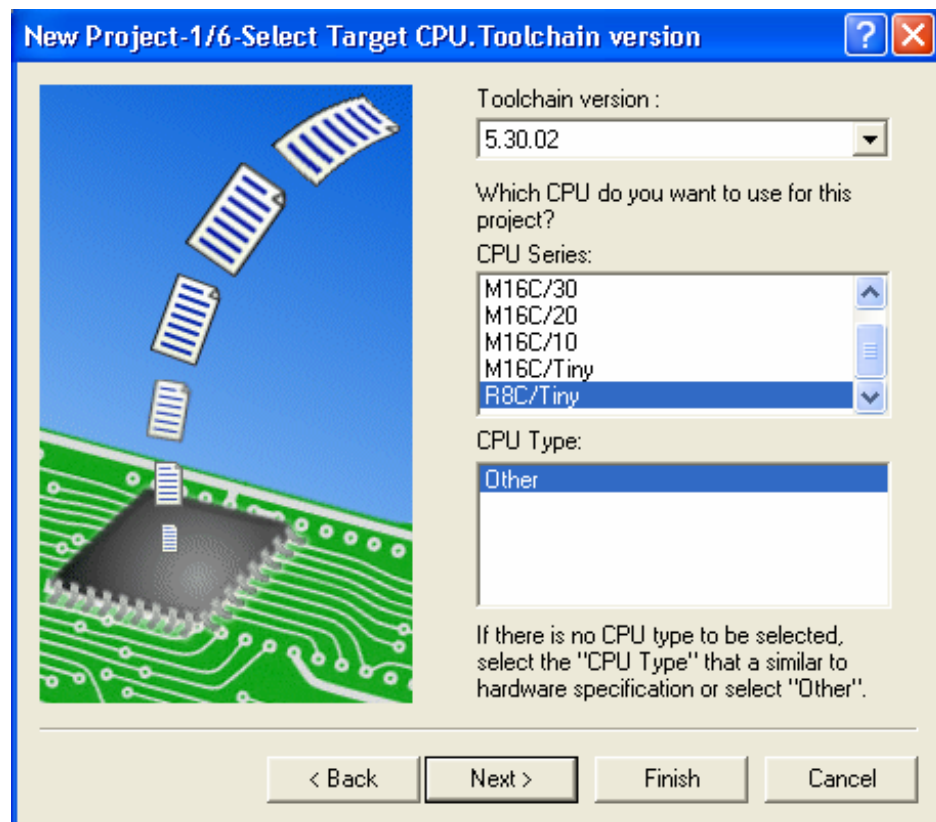 New Project-1/6-Select Target CPU.Toolchain version
Toolchain version :
5.30.02
Which CPU do you want to use for this
project?
CPU Series:
M16C/30
M16C/20
M16C/10
M16C/Tiny
R8C/Tiny
CPU Type:
Other
If there is no CPU type to be selected,
select the "CPU Type" that a similar to
hardware specification or select "Other".
< Back
Next >
Finish
Cancel